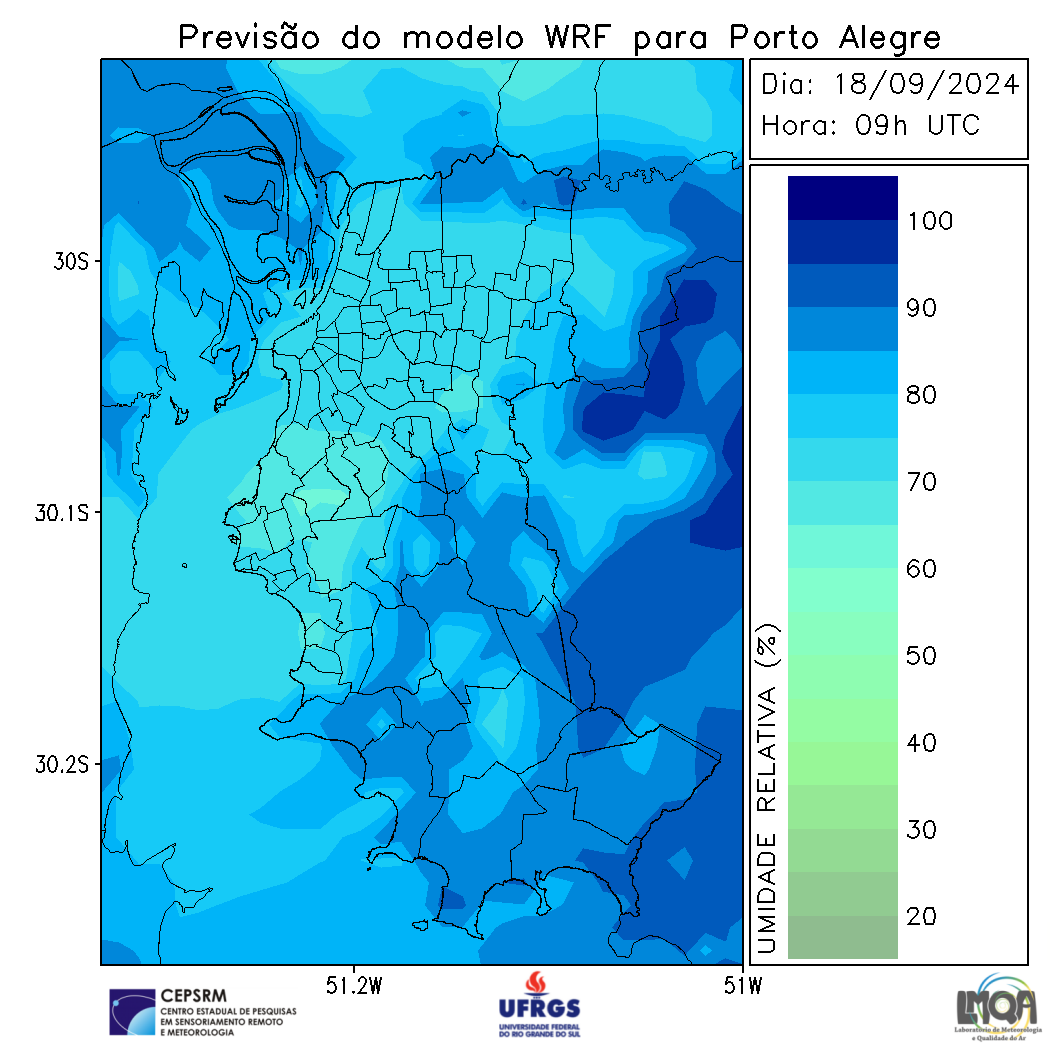 Previsão do modelo WRF para Porto Alegre
Dia: 18/09/2024
Hora: 09h UTC
100
90
80
70
60
50
40
30
20
UMIDADE RELATIVA (%)
30S
30.1S
30.2S
51.2W
51W
CEPSRM
CENTRO ESTADUAL DE PESQUISAS
EM SENSORIAMENTO REMOTO
E METEOROLOGIA
UFRGS
UNIVERSIDADE FEDERAL
DO RIO GRANDE DO SUL
LMQA
Laboratório de Meteorologia
e Qualidade do Ar